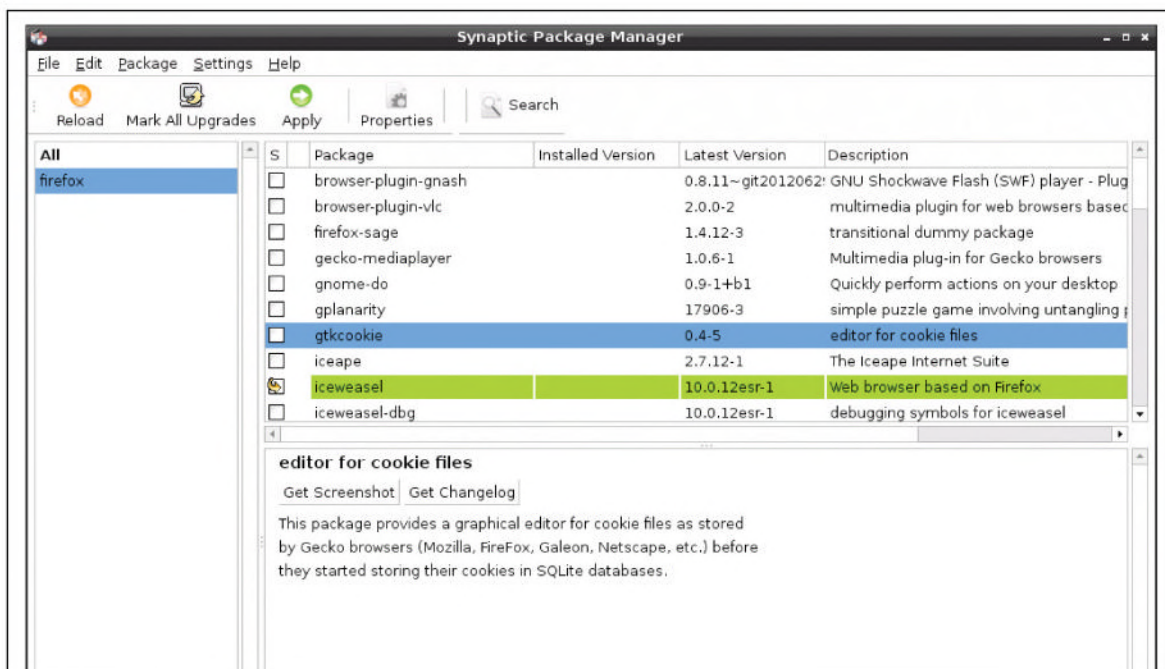 Synaptic Package Manager
File Edit Package Settings Help
Reload Mark All Upgrades Apply Properties Search
All
firefox
S Package Installed Version Latest Version Description
browser-plugin-gnash 0.8.11~git2012062 GNU Shockwave Flash (SWF) player - Plug
browser-plugin-vlc 2.0.0-2 multimedia plugin for web browsers based
firefox-sage 1.4.12-3 transitional dummy package
gecko-mediaplayer 1.0.6-1 Multimedia plug-in for Gecko browsers
gnome-do 0.9-1+b1 Quickly perform actions on your desktop
gplanarity 17906-3 simple puzzle game involving untangling
gtkcookie 0.4-5 editor for cookie files
iceape 2.7.12-1 The Iceape Internet Suite
iceweasel 10.0.12esr-1 Web browser based on Firefox
iceweasel-dbg 10.0.12esr-1 debugging symbols for iceweasel
editor for cookie files
Get Screenshot Get Changelog
This package provides a graphical editor for cookie files as stored
by Gecko browsers (Mozilla, FireFox, Galeon, Netscape, etc.) before
they started storing their cookies in SQLite databases.